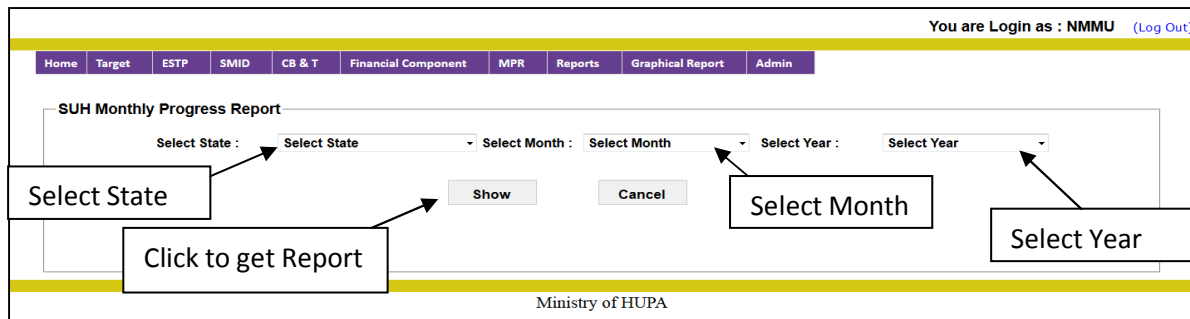 You are Login as : NMMU (Log Out)
Home Target ESTP SMID CB & T Financial Component MPR Reports Graphical Report Admin
SUH Monthly Progress Report
Select State : Select State Select Month : Select Month Select Year : Select Year
Select State
Show Cancel
Select Month
Select Year
Click to get Report
Ministry of HUPA